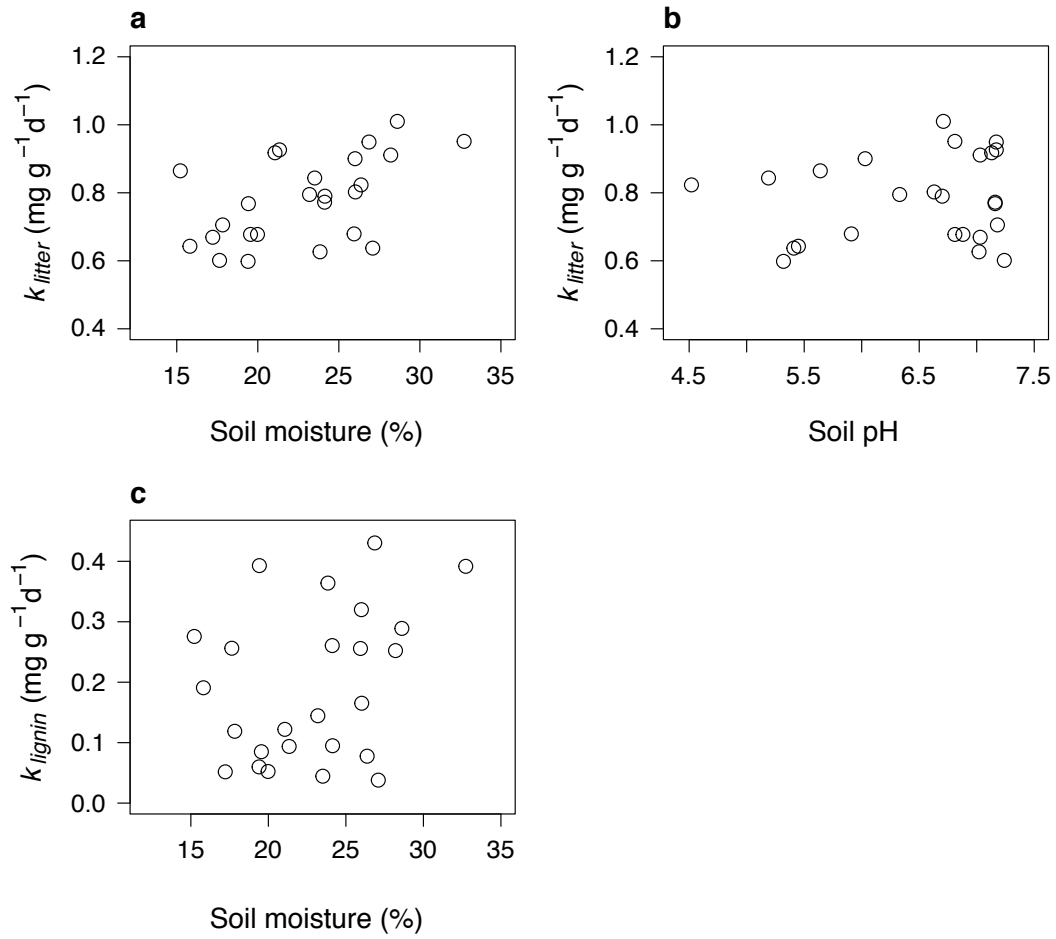 a
1.2
1.0
0.8
0.6
0.4
k litter (mg g⁻¹d⁻¹)
15 20 25 30 35
Soil moisture (%)
b
1.2
1.0
0.8
0.6
0.4
k litter (mg g⁻¹d⁻¹)
4.5 5.5 6.5 7.5
Soil pH
c
0.4
0.3
0.2
0.1
0.0
k lignin (mg g⁻¹d⁻¹)
15 20 25 30 35
Soil moisture (%)